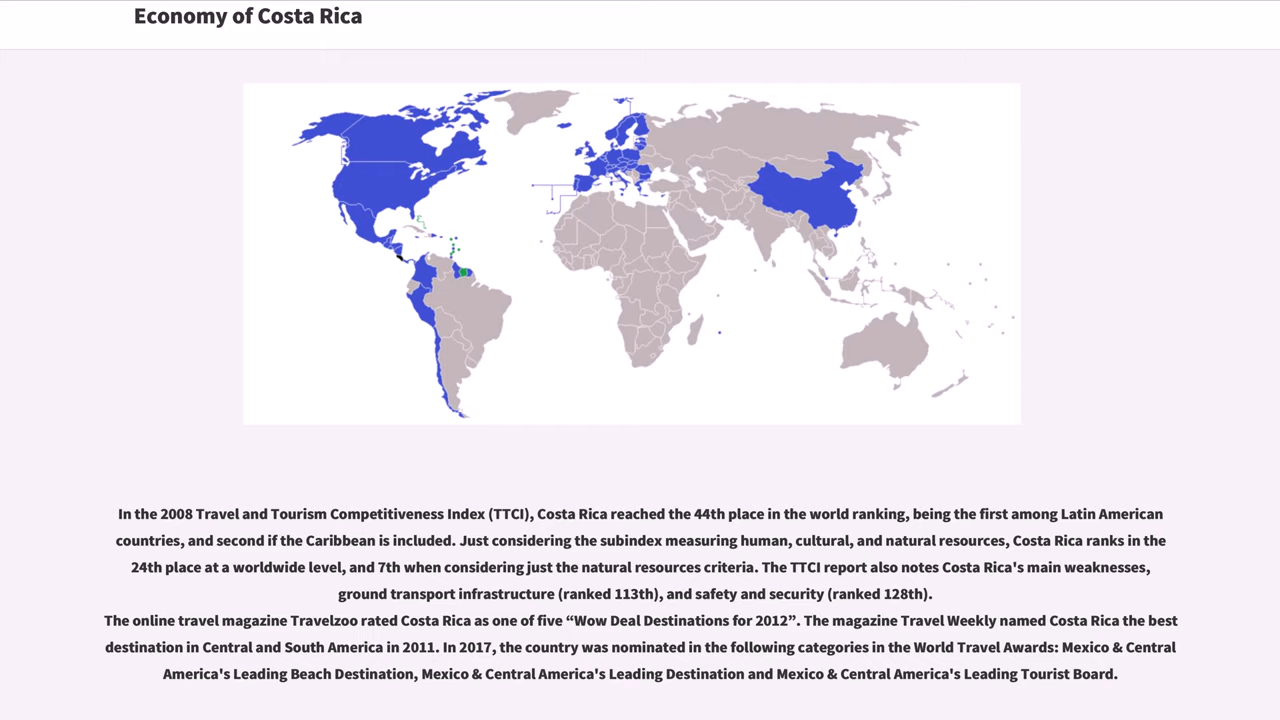 Economy of Costa Rica
In the 2008 Travel and Tourism Competitiveness Index (TTCI), Costa Rica reached the 44th place in the world ranking, being the first among Latin American
countries, and second if the Caribbean is included. Just considering the subindex measuring human, cultural, and natural resources, Costa Rica ranks in the
24th place at a worldwide level, and 7th when considering just the natural resources criteria. The TTCI report also notes Costa Rica's main weaknesses,
ground transport infrastructure (ranked 113th), and safety and security (ranked 128th).
The online travel magazine Travelzoo rated Costa Rica as one of five “Wow Deal Destinations for 2012”. The magazine Travel Weekly named Costa Rica the best
destination in Central and South America in 2011. In 2017, the country was nominated in the following categories in the World Travel Awards: Mexico & Central
America's Leading Beach Destination, Mexico & Central America's Leading Destination and Mexico & Central America's Leading Tourist Board.